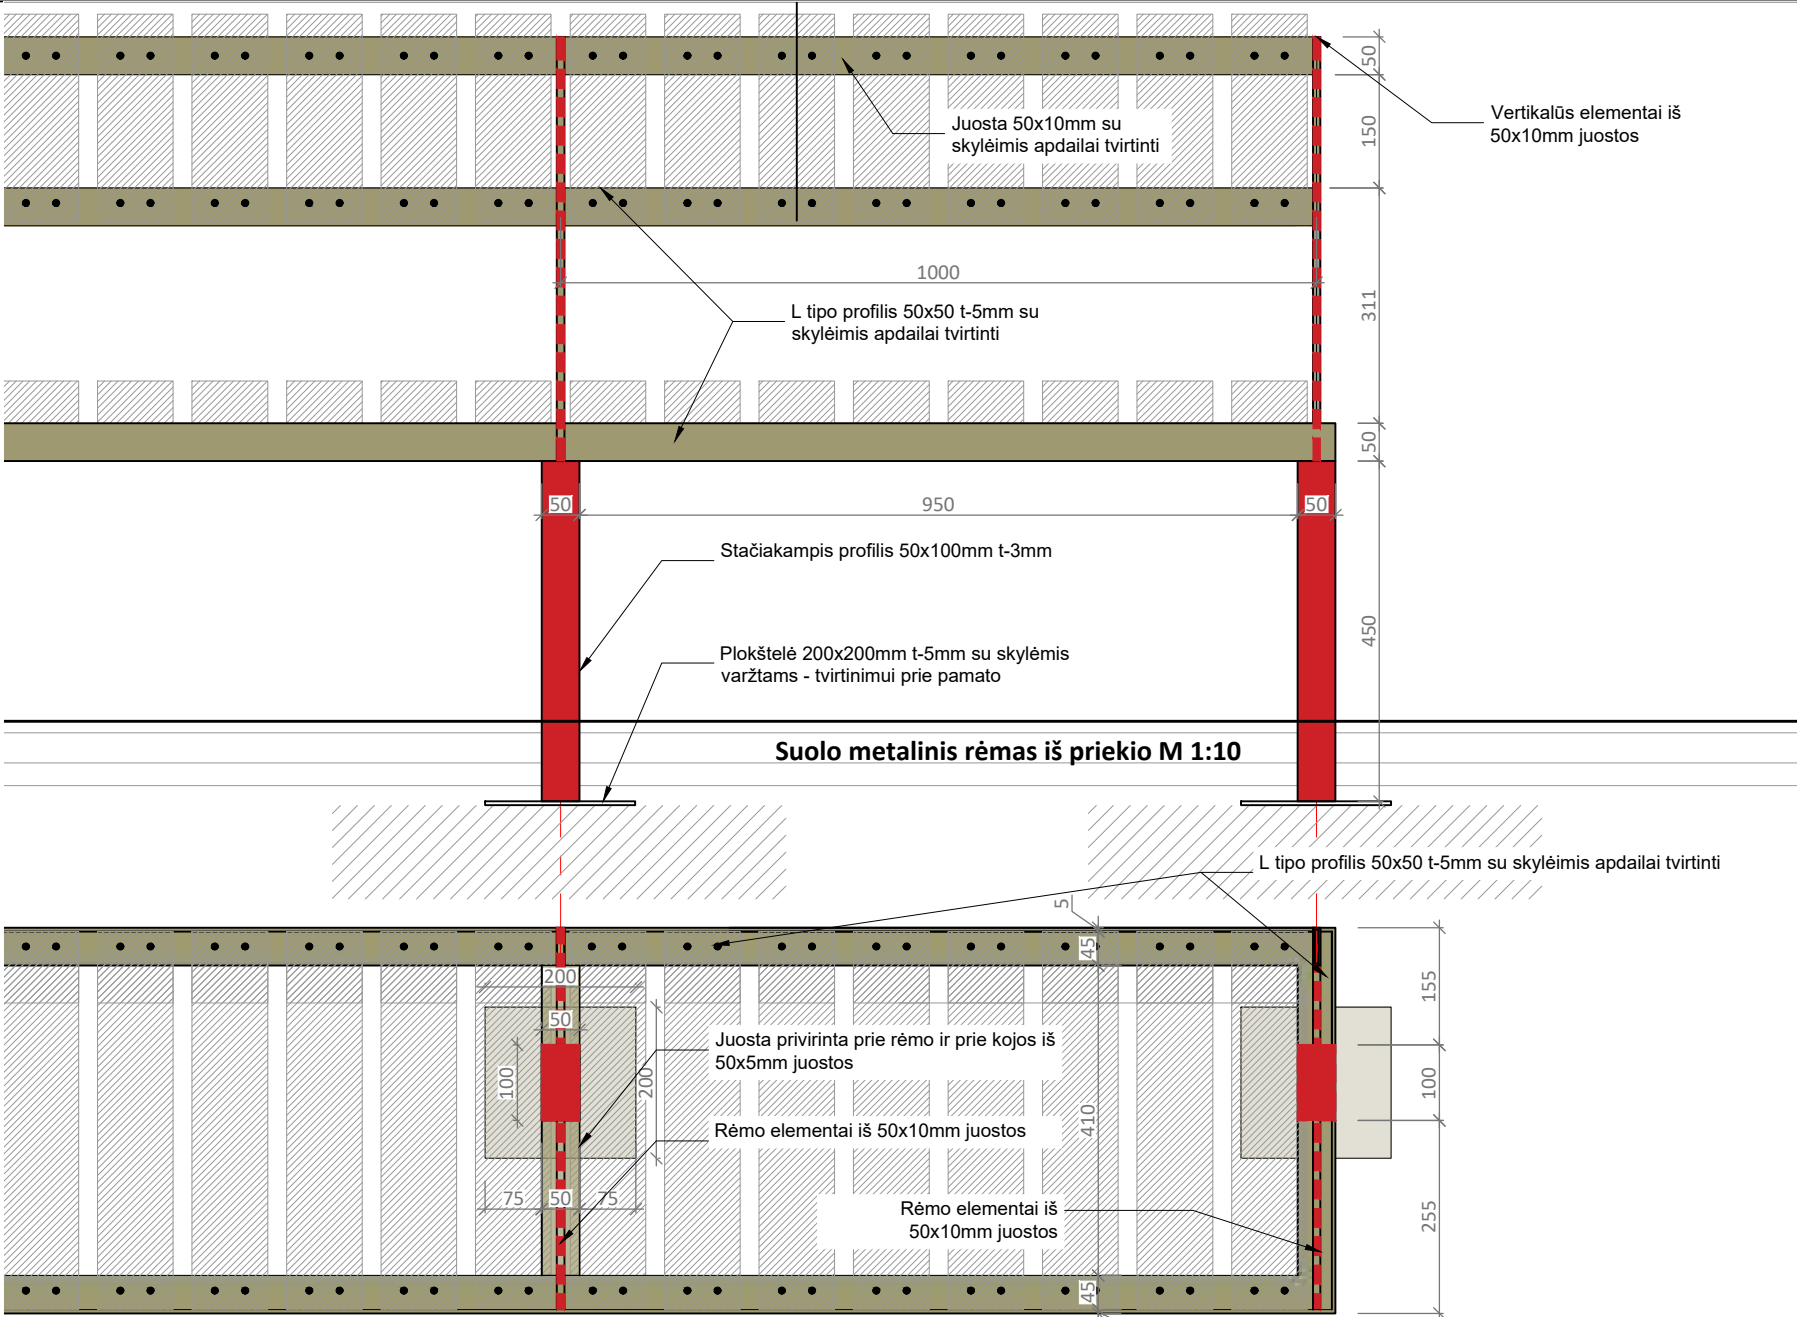 50
Juosta 50x10mm su
skylėimis apdailai tvirtinti
Vertikalūs elementai iš
50x10mm juostos
150
1000
L tipo profilis 50x50 t-5mm su
skylėimis apdailai tvirtinti
311
50
50
950
50
Stačiakampis profilis 50x100mm t-3mm
450
Plokštelė 200x200mm t-5mm su skylėmis
varžtams - tvirtinimui prie pamato
Suolo metalinis rėmas iš priekio M 1:10
L tipo profilis 50x50 t-5mm su skylėimis apdailai tvirtinti
5
45
200
155
50
Juosta privirinta prie rėmo ir prie kojos iš
50x5mm juostos
100
200
100
410
Rėmo elementai iš 50x10mm juostos
75
50
75
Rėmo elementai iš
50x10mm juostos
255
45